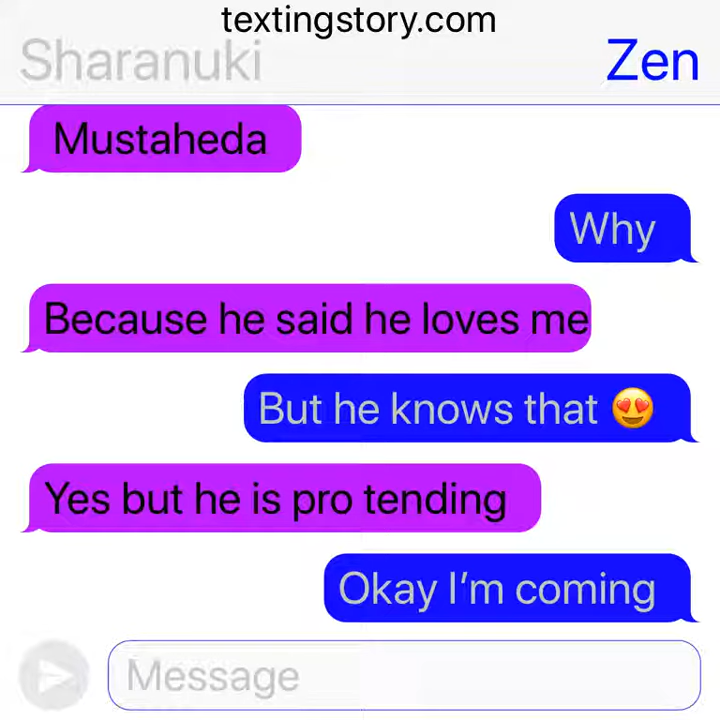 textingstory.com
Sharanuki
Zen
Mustaheda
Why
Because he said he loves me
But he knows that 😍
Yes but he is pro tending
Okay I'm coming
Message